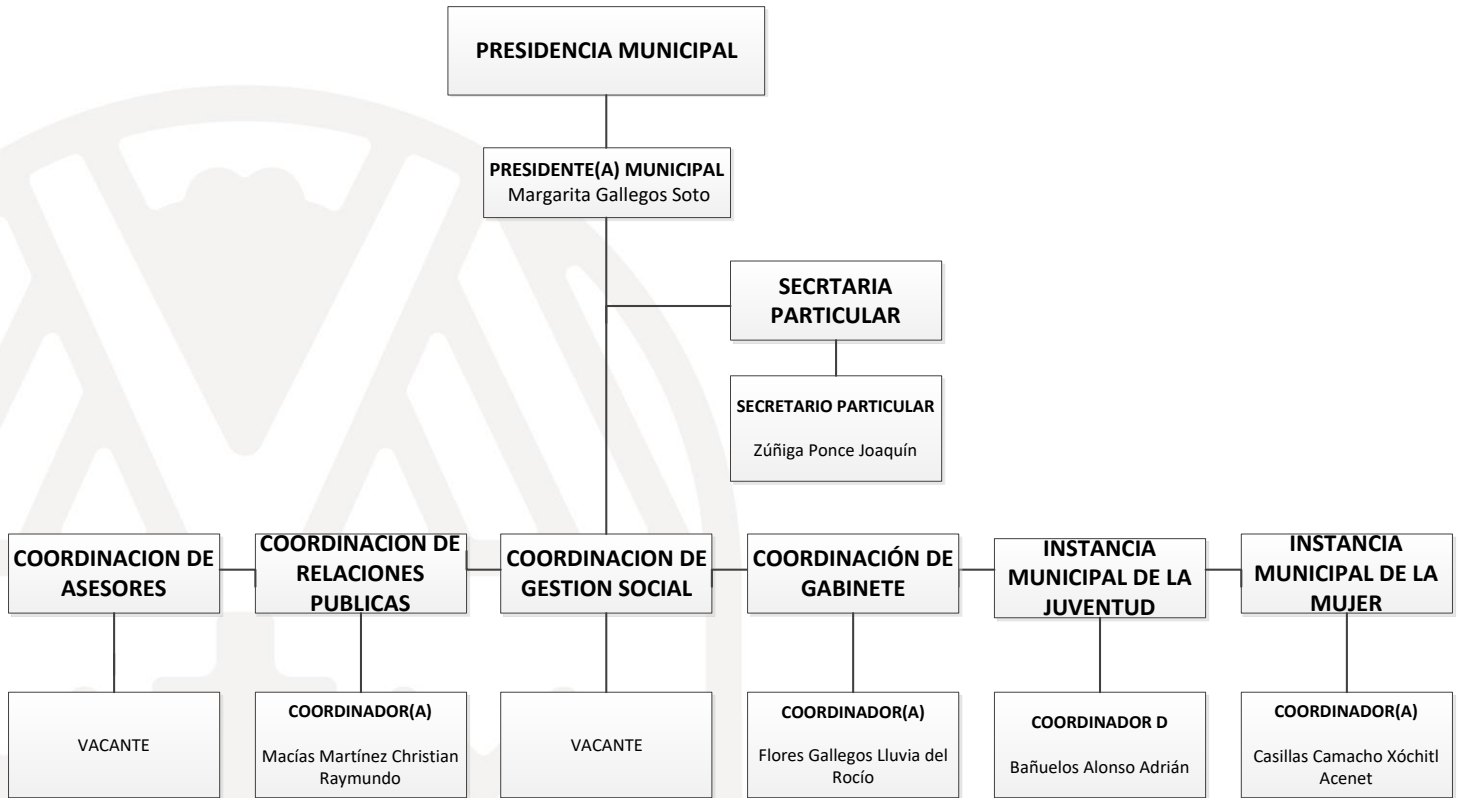 PRESIDENCIA MUNICIPAL
PRESIDENTE(A) MUNICIPAL
Margarita Gallegos Soto
SECRTARIA
PARTICULAR
SECRETARIO PARTICULAR
Zúñiga Ponce Joaquín
COORDINACION DE
ASESORES
COORDINACION DE
RELACIONES
PUBLICAS
COORDINACION DE
GESTION SOCIAL
COORDINACIÓN DE
GABINETE
INSTANCIA
MUNICIPAL DE LA
JUVENTUD
INSTANCIA
MUNICIPAL DE LA
MUJER
VACANTE
COORDINADOR(A)
Macías Martínez Christian
Raymundo
VACANTE
COORDINADOR(A)
Flores Gallegos Lluvia del
Rocío
COORDINADOR D
Bañuelos Alonso Adrián
COORDINADOR(A)
Casillas Camacho Xóchitl
Acenet